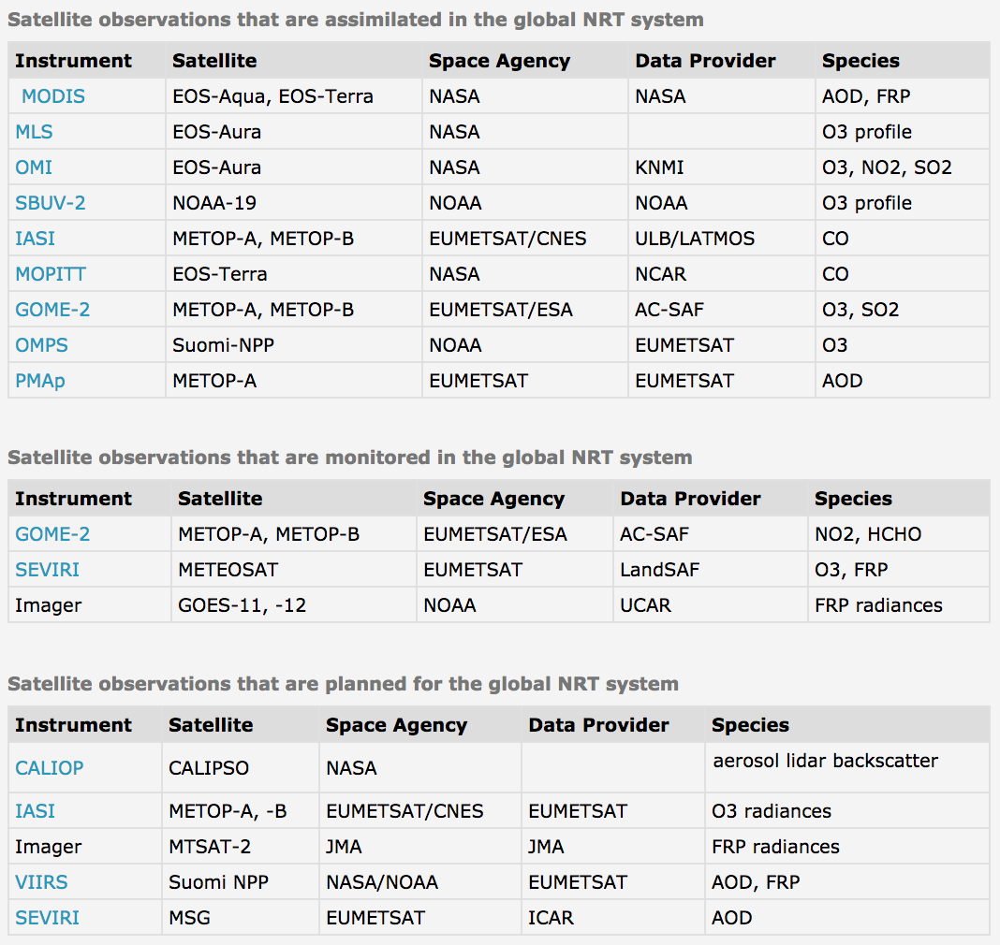 Satellite observations that are assimilated in the global NRT system
Instrument Satellite Space Agency Data Provider Species
MODIS EOS-Aqua, EOS-Terra NASA NASA AOD, FRP
MLS EOS-Aura NASA O3 profile
OMI EOS-Aura NASA KNMI O3, NO2, SO2
SBUV-2 NOAA-19 NOAA NOAA O3 profile
IASI METOP-A, METOP-B EUMETSAT/CNES ULB/LATMOS CO
MOPITT EOS-Terra NASA NCAR CO
GOME-2 METOP-A, METOP-B EUMETSAT/ESA AC-SAF O3, SO2
OMPS Suomi-NPP NOAA EUMETSAT O3
PMAp METOP-A EUMETSAT EUMETSAT AOD
Satellite observations that are monitored in the global NRT system
Instrument Satellite Space Agency Data Provider Species
GOME-2 METOP-A, METOP-B EUMETSAT/ESA AC-SAF NO2, HCHO
SEVIRI METEOSAT EUMETSAT LandSAF O3, FRP
Imager GOES-11, -12 NOAA UCAR FRP radiances
Satellite observations that are planned for the global NRT system
Instrument Satellite Space Agency Data Provider Species
CALIOP CALIPSO NASA aerosol lidar backscatter
IASI METOP-A, -B EUMETSAT/CNES EUMETSAT O3 radiances
Imager MTSAT-2 JMA JMA FRP radiances
VIIRS Suomi NPP NASA/NOAA EUMETSAT AOD, FRP
SEVIRI MSG EUMETSAT ICAR AOD